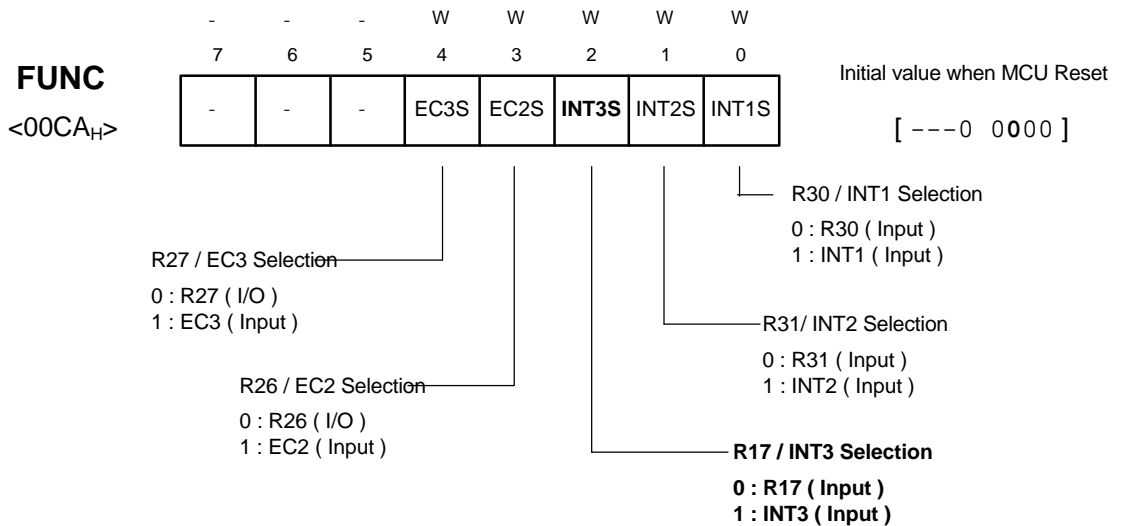 - - - W W W W W
7 6 5 4 3 2 1 0
FUNC
<00CAH>
- - - EC3S EC2S INT3S INT2S INT1S
Initial value when MCU Reset
[ ---0 0000 ]
R30 / INT1 Selection
0 : R30 ( Input )
1 : INT1 ( Input )
R27 / EC3 Selection
0 : R27 ( I/O )
1 : EC3 ( Input )
R31/ INT2 Selection
0 : R31 ( Input )
1 : INT2 ( Input )
R26 / EC2 Selection
0 : R26 ( I/O )
1 : EC2 ( Input )
R17 / INT3 Selection
0 : R17 ( Input )
1 : INT3 ( Input )